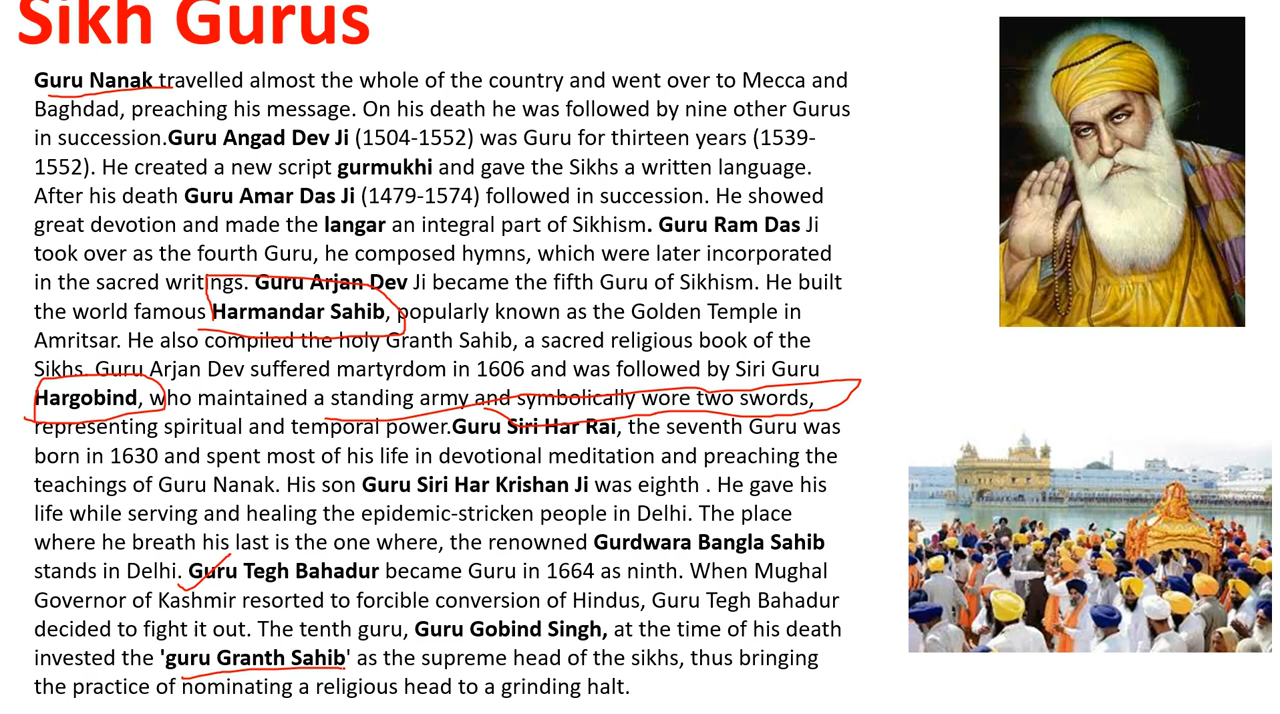 Sikh Gurus
Guru Nanak travelled almost the whole of the country and went over to Mecca and
Baghdad, preaching his message. On his death he was followed by nine other Gurus
in succession.Guru Angad Dev Ji (1504-1552) was Guru for thirteen years (1539-
1552). He created a new script gurmukhi and gave the Sikhs a written language.
After his death Guru Amar Das Ji (1479-1574) followed in succession. He showed
great devotion and made the langar an integral part of Sikhism. Guru Ram Das Ji
took over as the fourth Guru, he composed hymns, which were later incorporated
in the sacred writings. Guru Arjan Dev Ji became the fifth Guru of Sikhism. He built
the world famous Harmandar Sahib, popularly known as the Golden Temple in
Amritsar. He also compiled the holy Granth Sahib, a sacred religious book of the
Sikhs. Guru Arjan Dev suffered martyrdom in 1606 and was followed by Siri Guru
Hargobind, who maintained a standing army and symbolically wore two swords,
representing spiritual and temporal power.Guru Siri Har Rai, the seventh Guru was
born in 1630 and spent most of his life in devotional meditation and preaching the
teachings of Guru Nanak. His son Guru Siri Har Krishan Ji was eighth . He gave his
life while serving and healing the epidemic-stricken people in Delhi. The place
where he breath his last is the one where, the renowned Gurdwara Bangla Sahib
stands in Delhi. Guru Tegh Bahadur became Guru in 1664 as ninth. When Mughal
Governor of Kashmir resorted to forcible conversion of Hindus, Guru Tegh Bahadur
decided to fight it out. The tenth guru, Guru Gobind Singh, at the time of his death
invested the 'guru Granth Sahib' as the supreme head of the sikhs, thus bringing
the practice of nominating a religious head to a grinding halt.